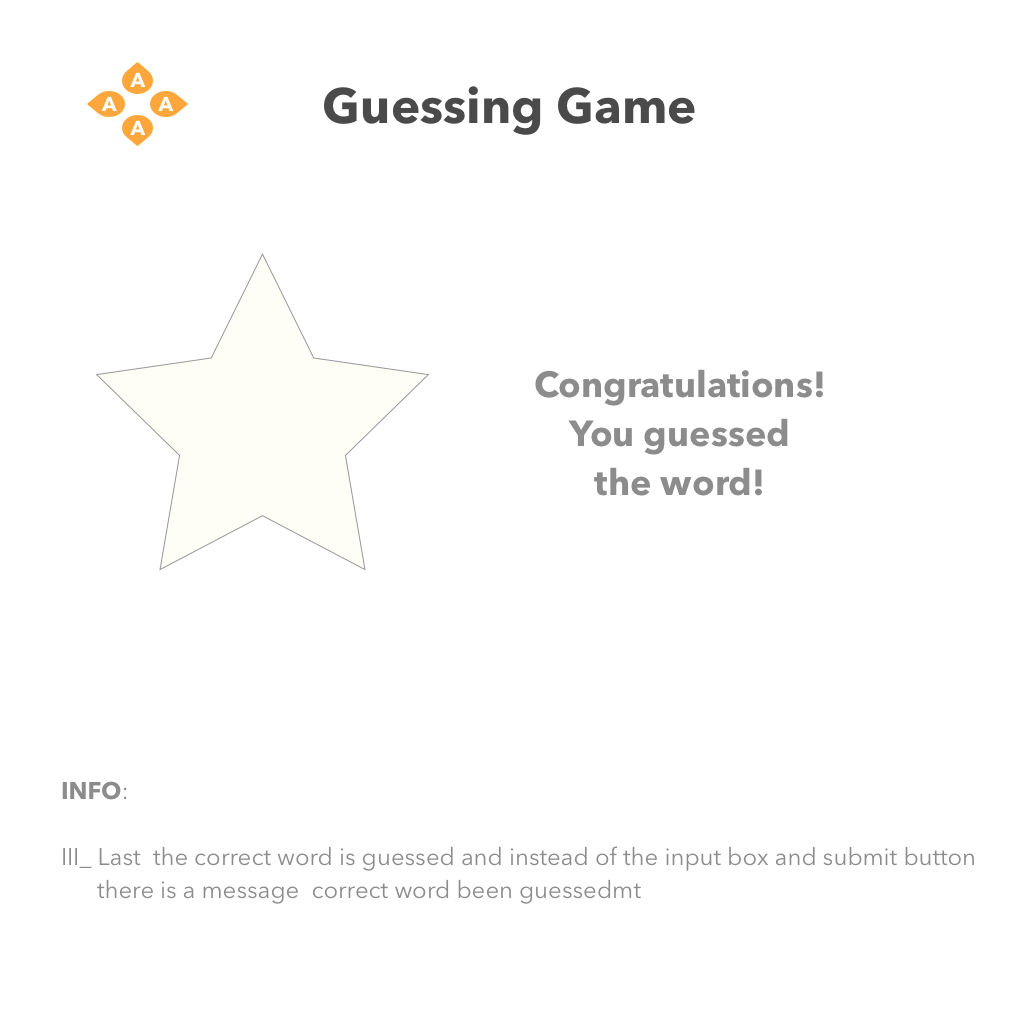 A
A A
A
Guessing Game
Congratulations!
You guessed
the word!
INFO:
III_ Last  the correct word is guessed and instead of the input box and submit button
there is a message  correct word been guessedmt